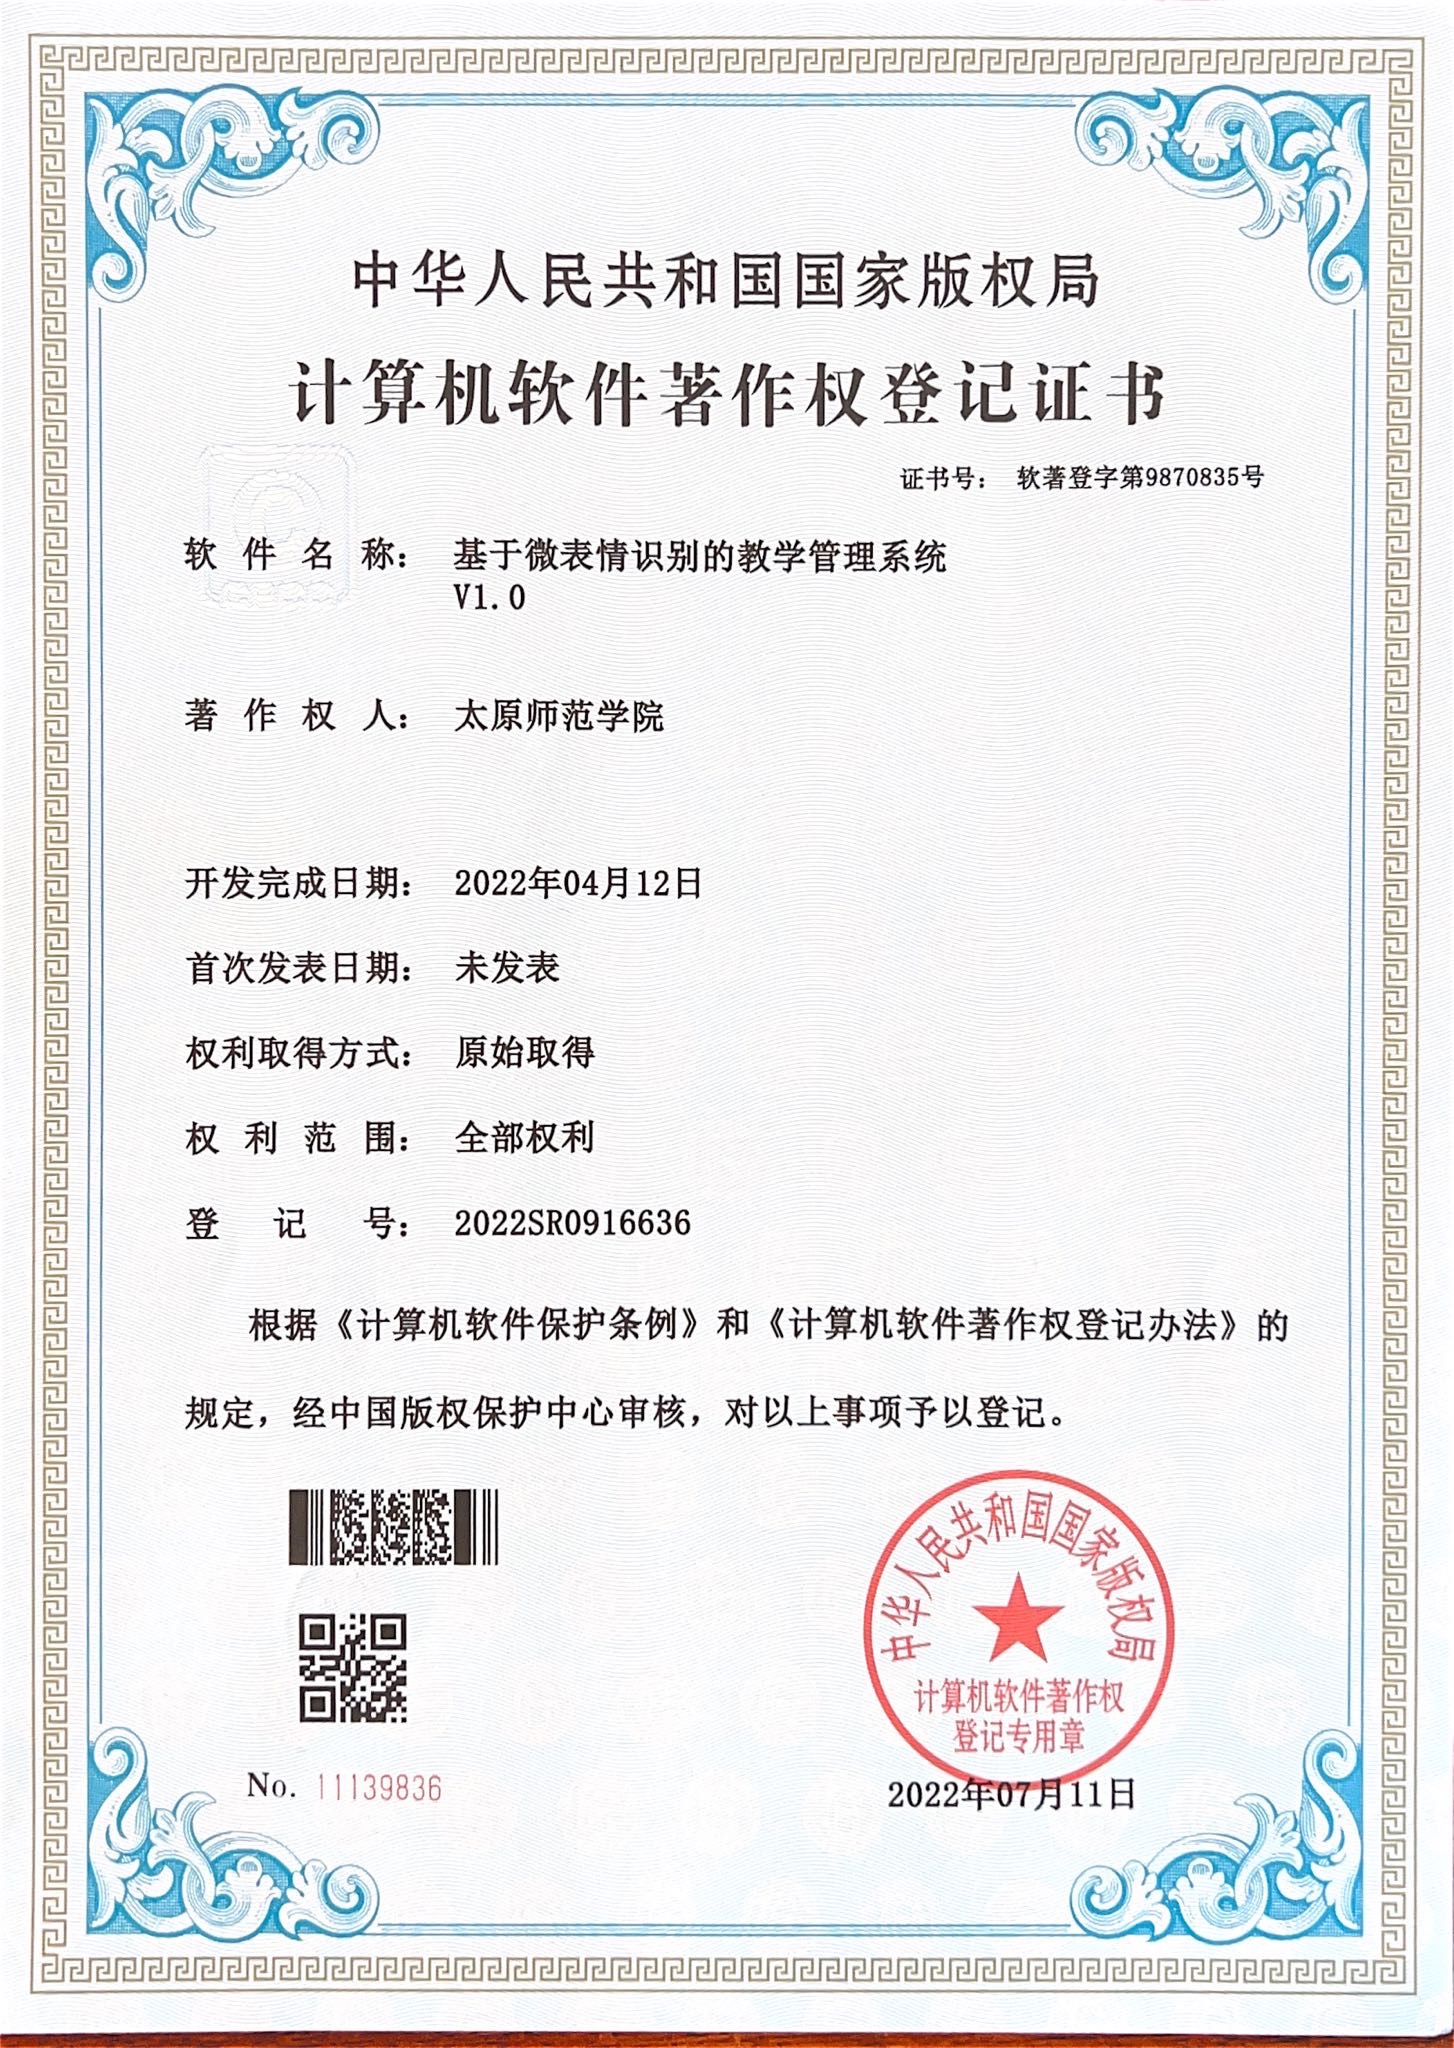 中华人民共和国国家版权局
计算机软件著作权登记证书
证书号： 软著登字第9870835号
软件名称： 基于微表情识别的教学管理系统
V1.0
著作权人： 太原师范学院
开发完成日期： 2022年04月12日
首次发表日期： 未发表
权利取得方式： 原始取得
权利范围： 全部权利
登记号： 2022SR0916636
根据《计算机软件保护条例》和《计算机软件著作权登记办法》的
规定，经中国版权保护中心审核，对以上事项予以登记。
中华人民共和国国家版权局
计算机软件著作权
登记专用章
No. 11139836
2022年07月11日